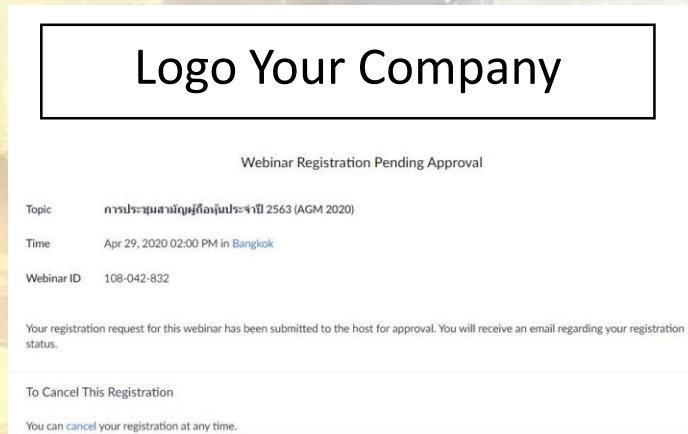 Logo Your Company
Webinar Registration Pending Approval
Topic การประชุมสามัญผู้ถือหุ้นประจำปี 2563 (AGM 2020)
Time Apr 29, 2020 02:00 PM in Bangkok
Webinar ID 108-042-832
Your registration request for this webinar has been submitted to the host for approval. You will receive an email regarding your registration
status.
To Cancel This Registration
You can cancel your registration at any time.